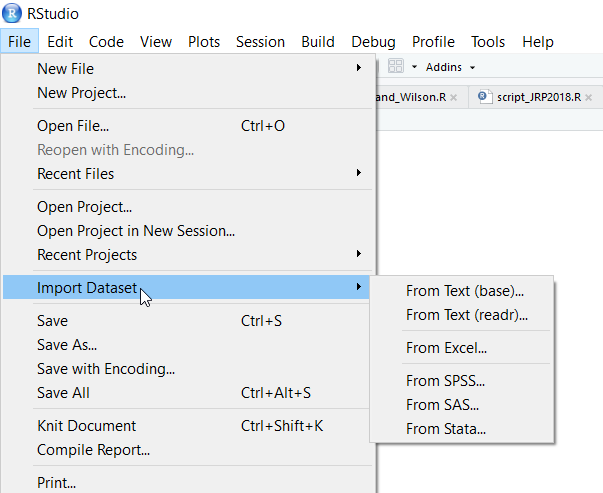 RStudio
File Edit Code View Plots Session Build Debug Profile Tools Help
Addins
and_Wilson.R script_JRP2018.R
New File
New Project...
Open File... Ctrl+O
Reopen with Encoding...
Recent Files
Open Project...
Open Project in New Session...
Recent Projects
Import Dataset
From Text (base)...
From Text (readr)...
From Excel...
From SPSS...
From SAS...
From Stata...
Save Ctrl+S
Save As...
Save with Encoding...
Save All Ctrl+Alt+S
Knit Document Ctrl+Shift+K
Compile Report...
Print...